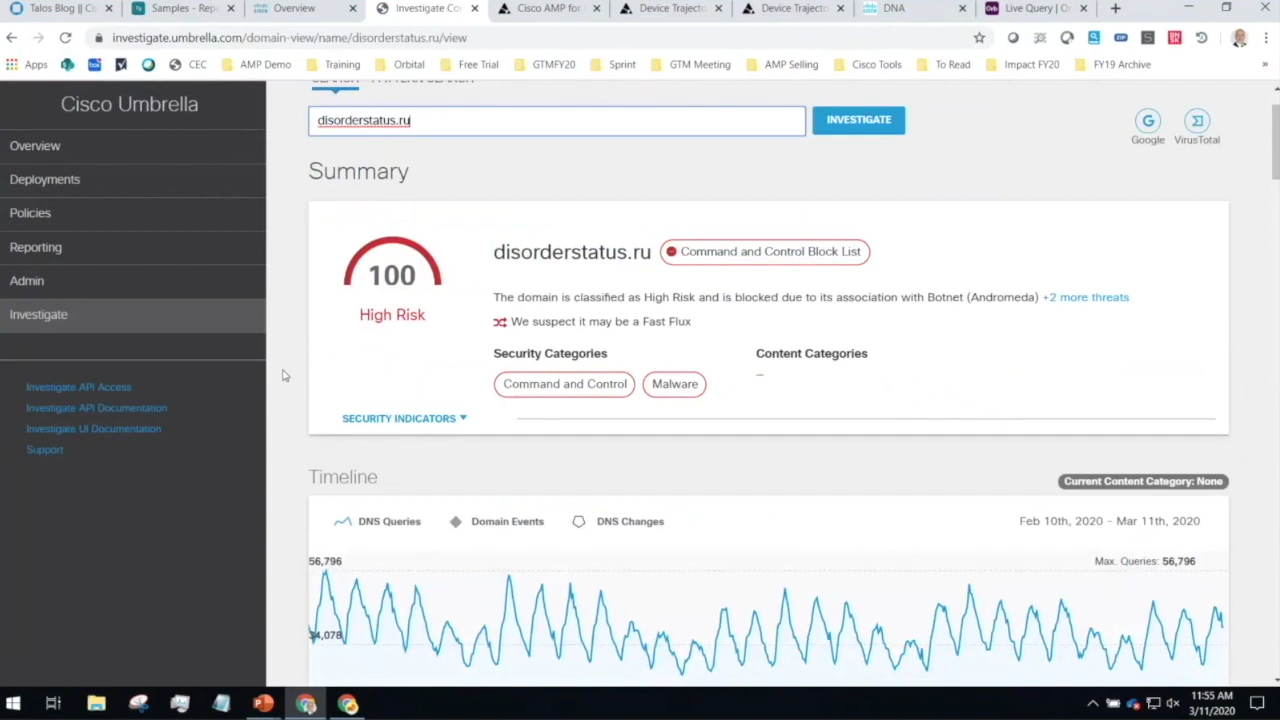 Talos Blog || Cisc
Samples - Repo
Overview
Investigate Co
Cisco AMP for
Device Trajecto
Device Trajecto
DNA
Live Query | O
investigate.umbrella.com/domain-view/name/disorderstatus.ru/view
Apps
CEC
AMP Demo
Training
Orbital
Free Trial
GTMFY20
Sprint
GTM Meeting
AMP Selling
Cisco Tools
To Read
Impact FY20
FY19 Archive
»
SEARCH PATTERN SEARCH
Cisco Umbrella
Overview
Deployments
Policies
Reporting
Admin
Investigate
Investigate API Access
Investigate API Documentation
Investigate UI Documentation
Support
disorderstatus.ru
INVESTIGATE
Google
VirusTotal
Summary
100
High Risk
disorderstatus.ru
Command and Control Block List
The domain is classified as High Risk and is blocked due to its association with Botnet (Andromeda) +2 more threats
We suspect it may be a Fast Flux
Security Categories
Content Categories
Command and Control
Malware
–
SECURITY INDICATORS
Timeline
Current Content Category: None
DNS Queries
Domain Events
DNS Changes
Feb 10th, 2020 - Mar 11th, 2020
56,796
Max. Queries: 56,796
34,078
11:55 AM
3/11/2020